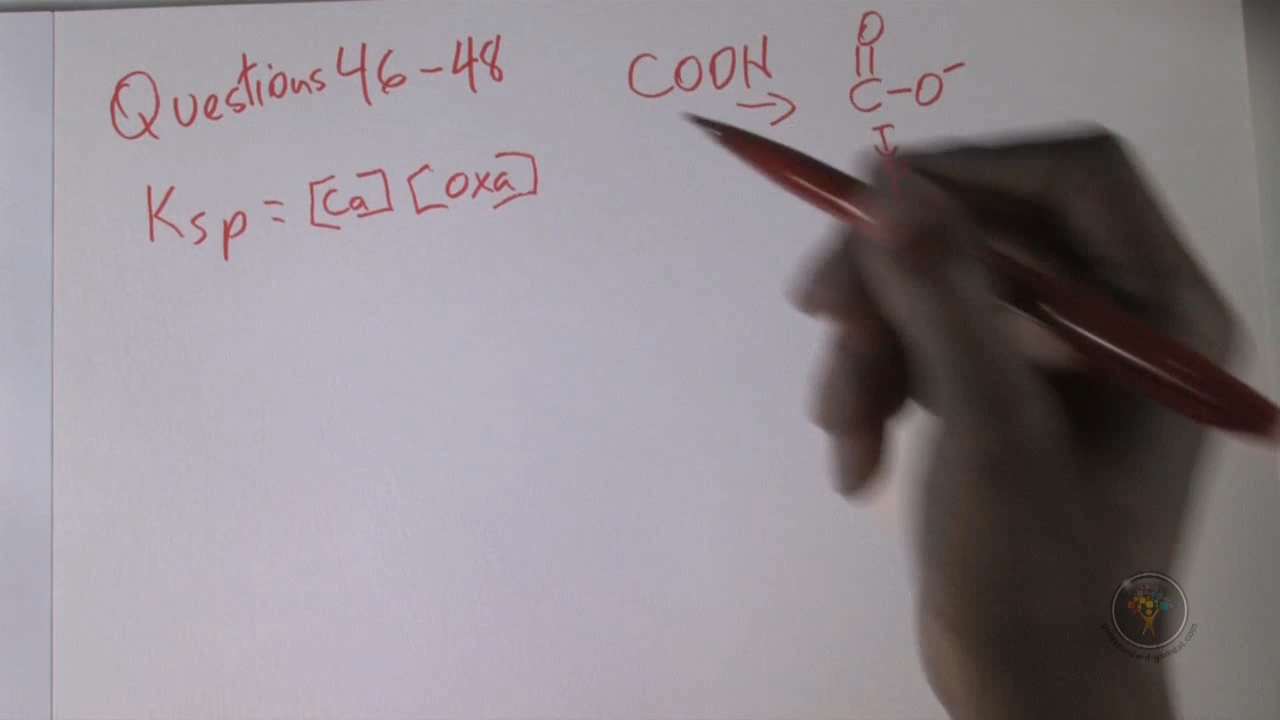 Questions 46-48
COOH → C-O⁻
O
Ksp = [Ca] [oxa]